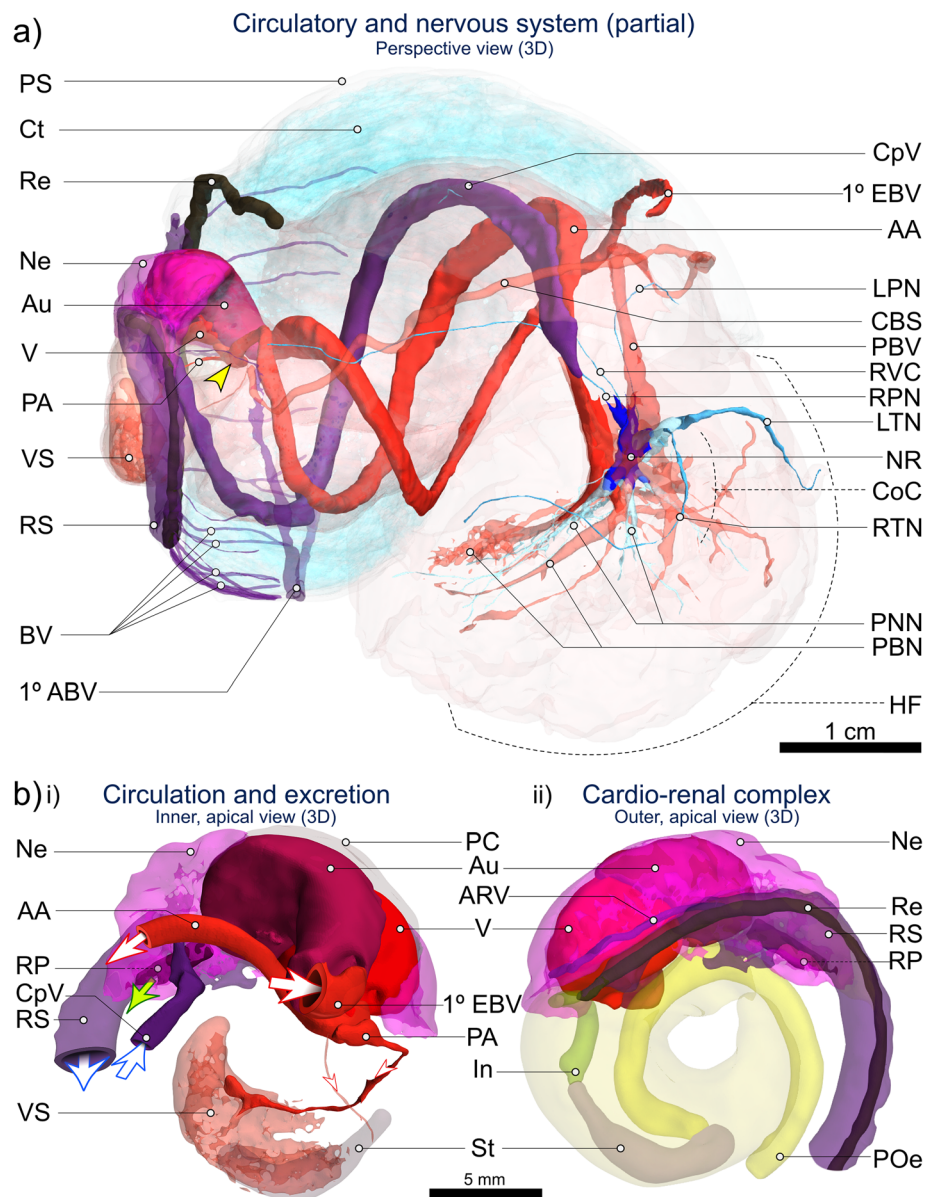 a)
Circulatory and nervous system (partial)
Perspective view (3D)
PS
Ct
Re
Ne
Au
V
PA
VS
RS
BV
1º ABV
CpV
1º EBV
AA
LPN
CBS
PBV
RVC
RPN
LTN
NR
CoC
RTN
PNN
PBN
HF
1 cm
b) i)
Circulation and excretion
Inner, apical view (3D)
Ne
AA
RP
CpV
RS
VS
PC
Au
ARV
V
1º EBV
PA
In
St
5 mm
ii)
Cardio-renal complex
Outer, apical view (3D)
Ne
Re
RS
RP
POe